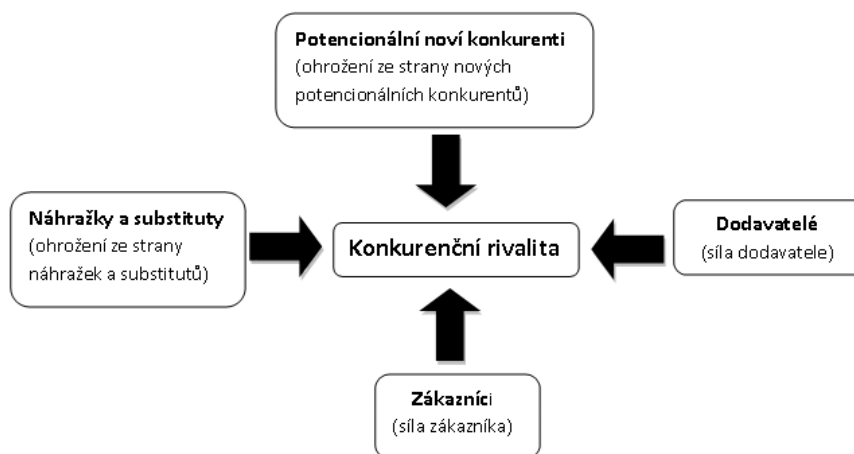 Potencionální noví konkurenti
(ohrožení ze strany nových
potencionálních konkurentů)
Náhražky a substituty
(ohrožení ze strany
náhražek a substitutů)
Konkurenční rivalita
Dodavatelé
(síla dodavatele)
Zákazníci
(síla zákazníka)